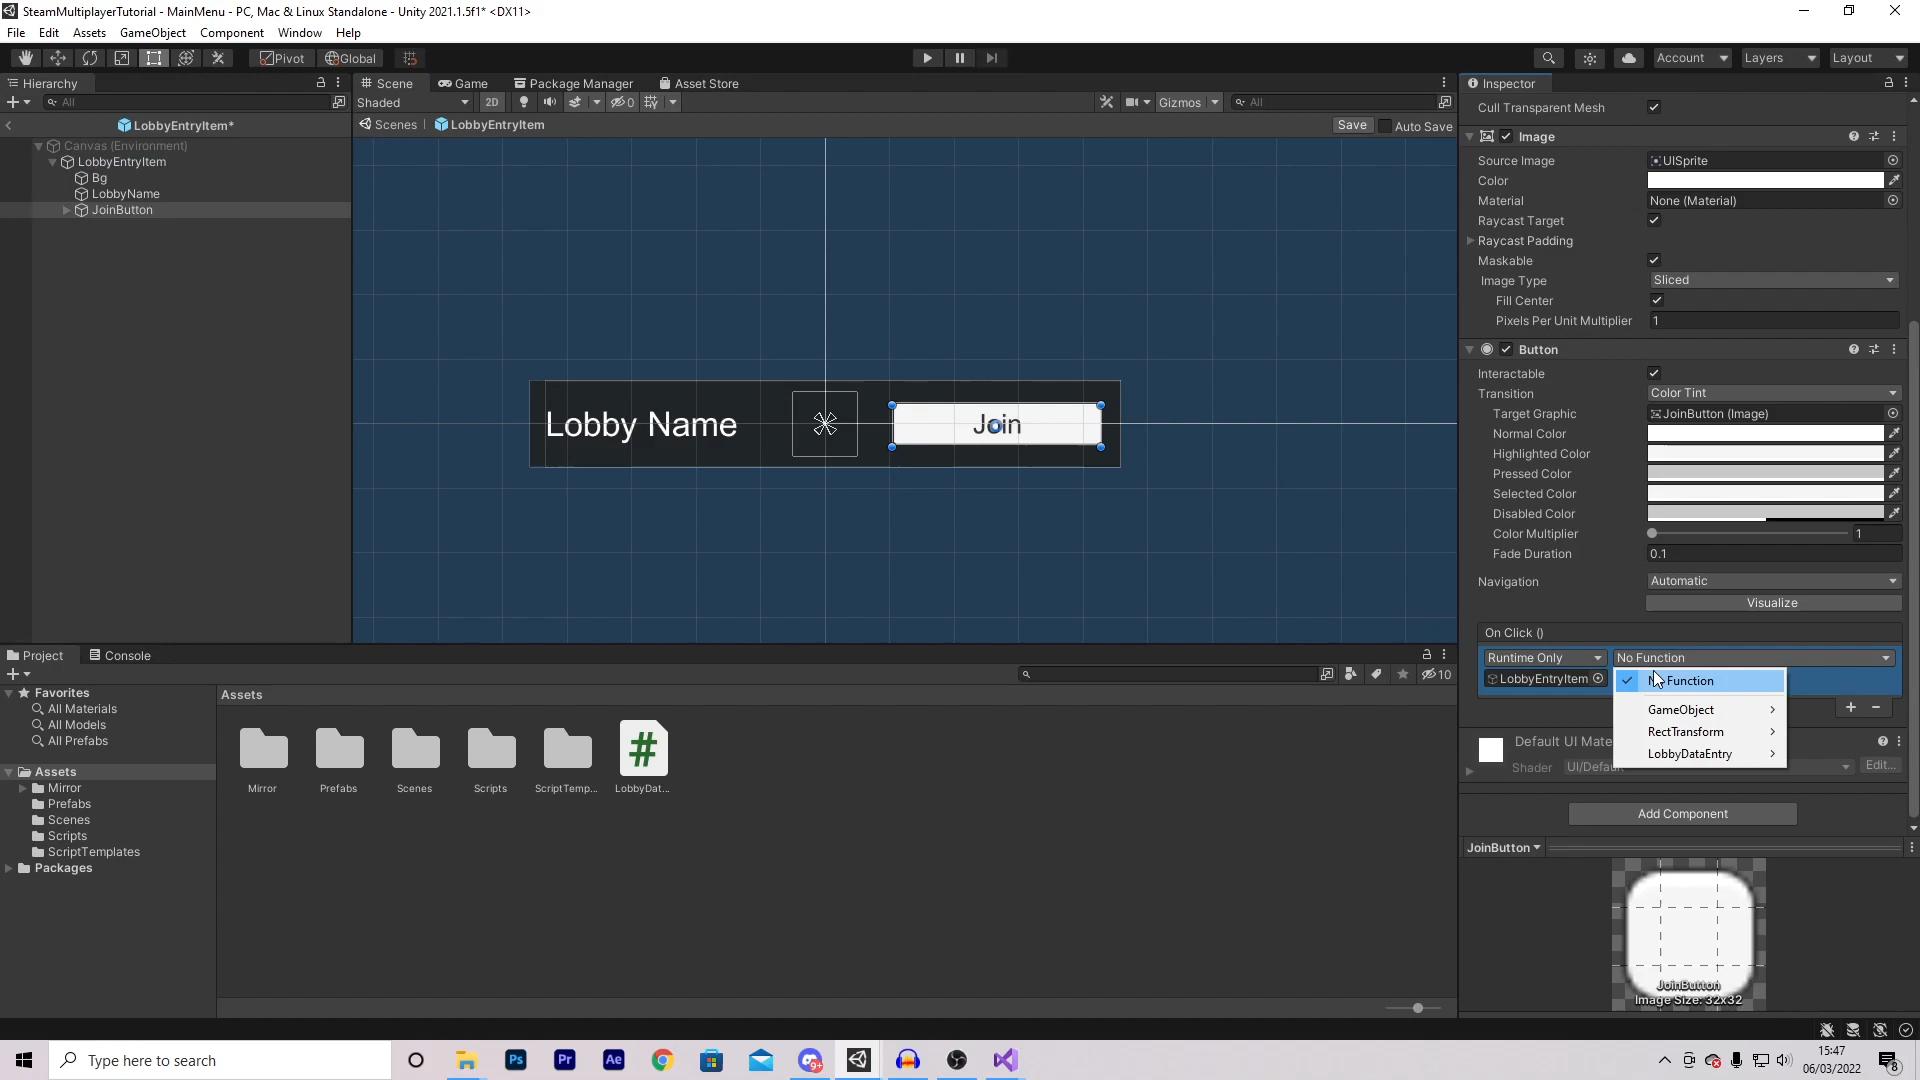 SteamMultiplayerTutorial - MainMenu - PC, Mac & Linux Standalone - Unity 2021.1.5f1* <DX11>
File Edit Assets GameObject Component Window Help
Pivot Global Account Layers Layout
Hierarchy
All
LobbyEntryItem*
Canvas (Environment)
LobbyEntryItem
Bg
LobbyName
JoinButton
Scene Game Package Manager Asset Store
Shaded 2D 0 Gizmos All
Scenes LobbyEntryItem Save Auto Save
Lobby Name
Join
Inspector
Cull Transparent Mesh
Image
Source Image UISprite
Color
Material None (Material)
Raycast Target
Raycast Padding
Maskable
Image Type Sliced
Fill Center
Pixels Per Unit Multiplier 1
Button
Interactable
Transition Color Tint
Target Graphic JoinButton (Image)
Normal Color
Highlighted Color
Pressed Color
Selected Color
Disabled Color
Color Multiplier 1
Fade Duration 0.1
Navigation Automatic
Visualize
On Click ()
Runtime Only No Function
LobbyEntryItem
Function
GameObject
RectTransform
LobbyDataEntry
Default UI Mate
Shader UI/Default Edit...
Add Component
JoinButton
JoinButton
Image Size: 32x32
Project Console
10
Favorites
All Materials
All Models
All Prefabs
Assets
Mirror
Prefabs
Scenes
Scripts
ScriptTemplates
Packages
Assets
Mirror Prefabs Scenes Scripts ScriptTemp... LobbyDat...
#
Type here to search
Ps Pr Ae
9+
15:47
06/03/2022
8